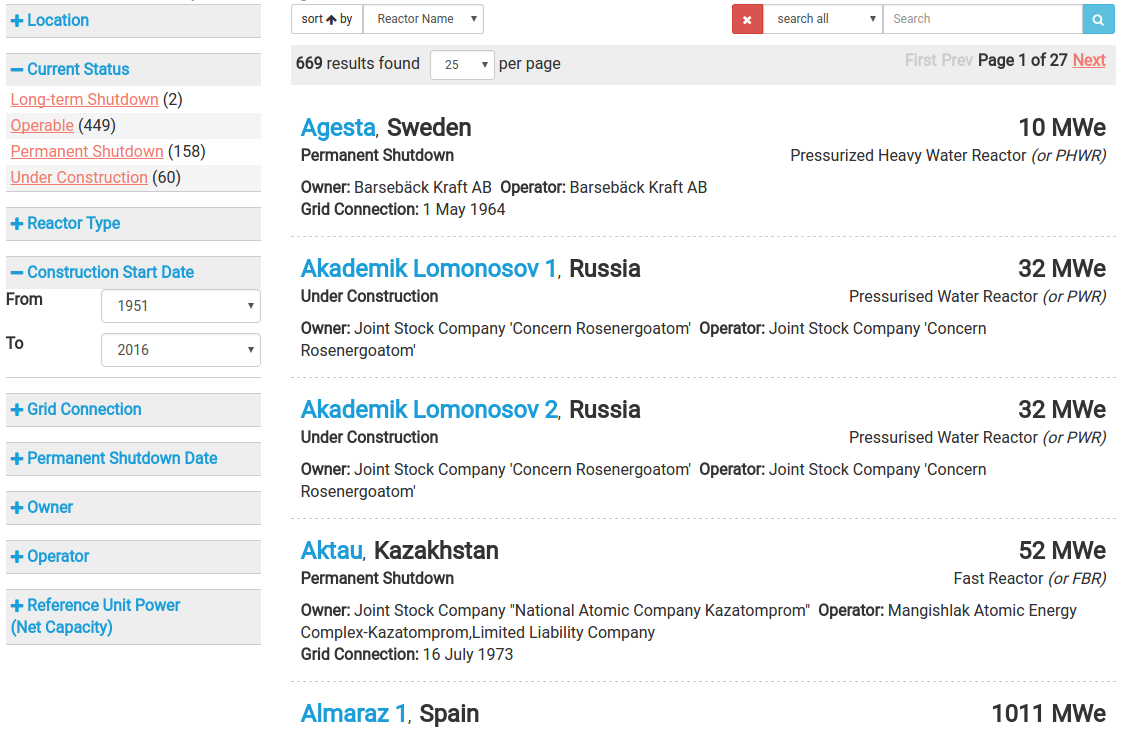 + Location
− Current Status
Long-term Shutdown (2)
Operable (449)
Permanent Shutdown (158)
Under Construction (60)
+ Reactor Type
− Construction Start Date
From 1951
To 2016
+ Grid Connection
+ Permanent Shutdown Date
+ Owner
+ Operator
+ Reference Unit Power
(Net Capacity)
sort by Reactor Name search all Search
669 results found 25 per page First Prev Page 1 of 27 Next
Agesta, Sweden 10 MWe
Permanent Shutdown Pressurized Heavy Water Reactor (or PHWR)
Owner: Barsebäck Kraft AB Operator: Barsebäck Kraft AB
Grid Connection: 1 May 1964
Akademik Lomonosov 1, Russia 32 MWe
Under Construction Pressurised Water Reactor (or PWR)
Owner: Joint Stock Company 'Concern Rosenergoatom' Operator: Joint Stock Company 'Concern
Rosenergoatom'
Akademik Lomonosov 2, Russia 32 MWe
Under Construction Pressurised Water Reactor (or PWR)
Owner: Joint Stock Company 'Concern Rosenergoatom' Operator: Joint Stock Company 'Concern
Rosenergoatom'
Aktau, Kazakhstan 52 MWe
Permanent Shutdown Fast Reactor (or FBR)
Owner: Joint Stock Company "National Atomic Company Kazatomprom" Operator: Mangishlak Atomic Energy
Complex-Kazatomprom,Limited Liability Company
Grid Connection: 16 July 1973
Almaraz 1, Spain 1011 MWe